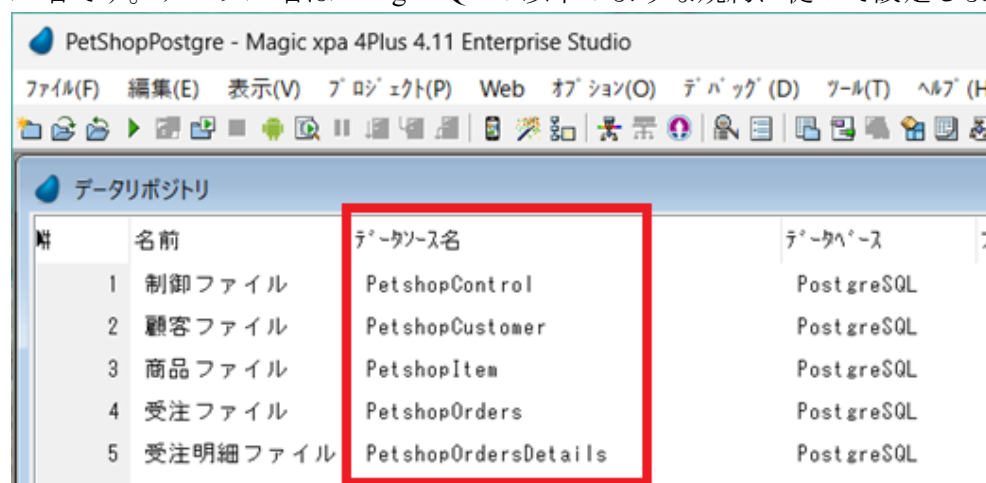 PetShopPostgre - Magic xpa 4Plus 4.11 Enterprise Studio
ファイル(F) 編集(E) 表示(V) プロジェクト(P) Web オプション(O) デバッグ(D) ツール(T) ヘルプ(H
データリポジトリ
# 名前 データソース名 データベース
1 制御ファイル PetshopControl PostgreSQL
2 顧客ファイル PetshopCustomer PostgreSQL
3 商品ファイル PetshopItem PostgreSQL
4 受注ファイル PetshopOrders PostgreSQL
5 受注明細ファイル PetshopOrdersDetails PostgreSQL